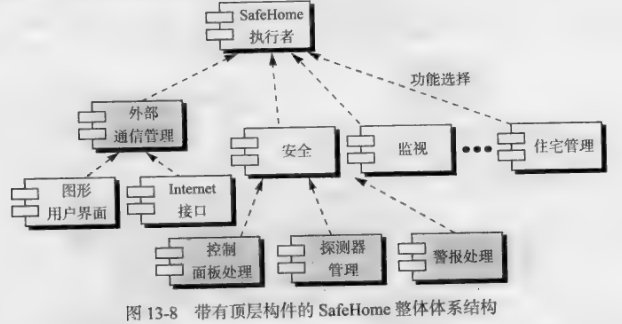 SafeHome
执行者
功能选择
外部
通信管理
安全
监视
住宅管理
图形
用户界面
Internet
接口
控制
面板处理
探测器
管理
警报处理
图 13-8 带有顶层构件的 SafeHome 整体体系结构